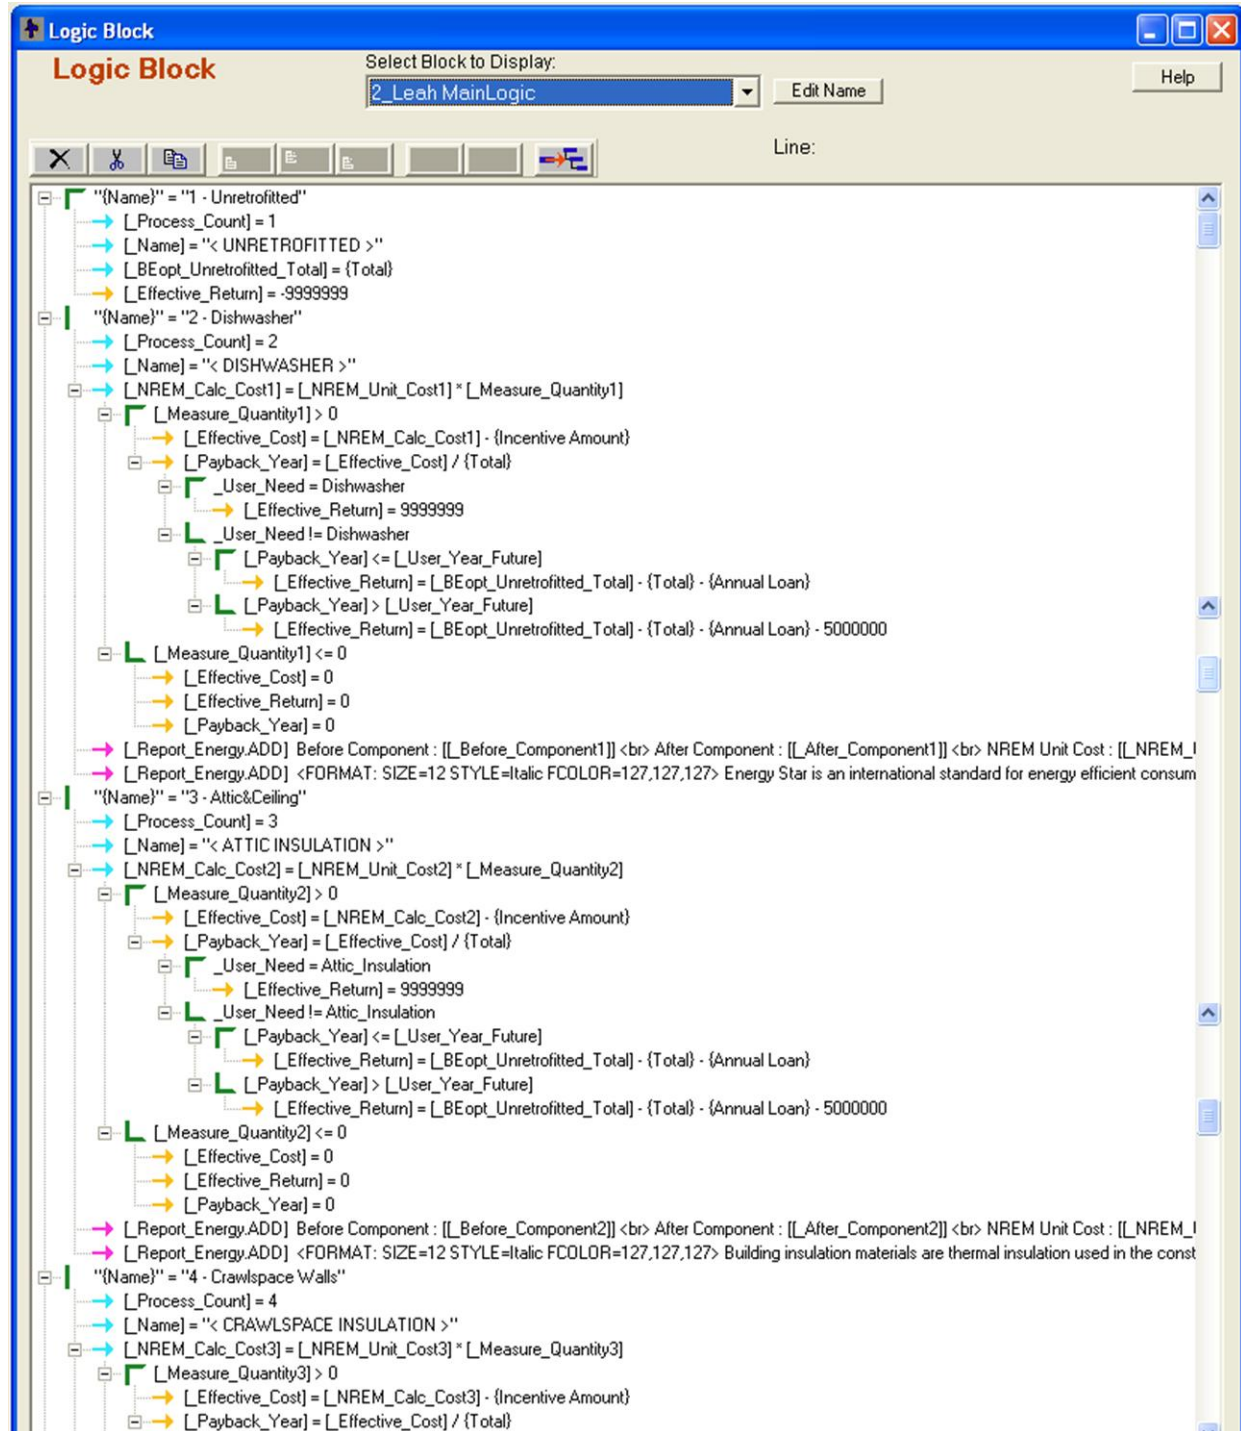 Logic Block
Logic Block
Select Block to Display:
2_Leah MainLogic
Edit Name
Help
Line:
"{Name}" = "1 - Unretrofitted"
[_Process_Count] = 1
[_Name] = "< UNRETROFITTED >"
[_BEopt_Unretrofitted_Total] = {Total}
[_Effective_Return] = -9999999
"{Name}" = "2 - Dishwasher"
[_Process_Count] = 2
[_Name] = "< DISHWASHER >"
[_NREM_Calc_Cost1] = [_NREM_Unit_Cost1] * [_Measure_Quantity1]
[_Measure_Quantity1] > 0
[_Effective_Cost] = [_NREM_Calc_Cost1] - {Incentive Amount}
[_Payback_Year] = [_Effective_Cost] / {Total}
_User_Need = Dishwasher
[_Effective_Return] = 9999999
_User_Need != Dishwasher
[_Payback_Year] <= [_User_Year_Future]
[_Effective_Return] = [_BEopt_Unretrofitted_Total] - {Total} - {Annual Loan}
[_Payback_Year] > [_User_Year_Future]
[_Effective_Return] = [_BEopt_Unretrofitted_Total] - {Total} - {Annual Loan} - 5000000
[_Measure_Quantity1] <= 0
[_Effective_Cost] = 0
[_Effective_Return] = 0
[_Payback_Year] = 0
[_Report_Energy.ADD] Before Component : [[_Before_Component1]] <br> After Component : [[_After_Component1]] <br> NREM Unit Cost : [[_NREM_
[_Report_Energy.ADD] <FORMAT: SIZE=12 STYLE=Italic FCOLOR=127,127,127> Energy Star is an international standard for energy efficient consum
"{Name}" = "3 - Attic&Ceiling"
[_Process_Count] = 3
[_Name] = "< ATTIC INSULATION >"
[_NREM_Calc_Cost2] = [_NREM_Unit_Cost2] * [_Measure_Quantity2]
[_Measure_Quantity2] > 0
[_Effective_Cost] = [_NREM_Calc_Cost2] - {Incentive Amount}
[_Payback_Year] = [_Effective_Cost] / {Total}
_User_Need = Attic_Insulation
[_Effective_Return] = 9999999
_User_Need != Attic_Insulation
[_Payback_Year] <= [_User_Year_Future]
[_Effective_Return] = [_BEopt_Unretrofitted_Total] - {Total} - {Annual Loan}
[_Payback_Year] > [_User_Year_Future]
[_Effective_Return] = [_BEopt_Unretrofitted_Total] - {Total} - {Annual Loan} - 5000000
[_Measure_Quantity2] <= 0
[_Effective_Cost] = 0
[_Effective_Return] = 0
[_Payback_Year] = 0
[_Report_Energy.ADD] Before Component : [[_Before_Component2]] <br> After Component : [[_After_Component2]] <br> NREM Unit Cost : [[_NREM_
[_Report_Energy.ADD] <FORMAT: SIZE=12 STYLE=Italic FCOLOR=127,127,127> Building insulation materials are thermal insulation used in the const
"{Name}" = "4 - Crawlspace Walls"
[_Process_Count] = 4
[_Name] = "< CRAWLSPACE INSULATION >"
[_NREM_Calc_Cost3] = [_NREM_Unit_Cost3] * [_Measure_Quantity3]
[_Measure_Quantity3] > 0
[_Effective_Cost] = [_NREM_Calc_Cost3] - {Incentive Amount}
[_Payback_Year] = [_Effective_Cost] / {Total}